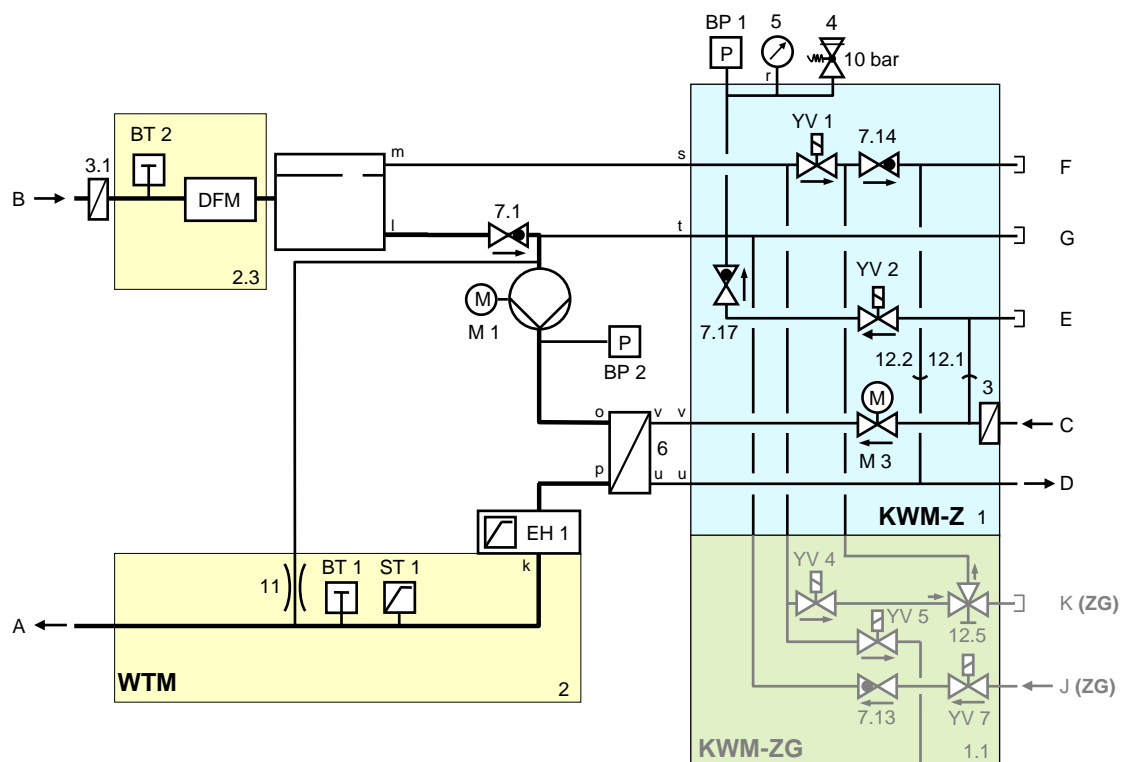 BP 1 5 4
P r 10 bar
BT 2 YV 1 7.14
3.1 m s F
B DFM
l 7.1 t G
2.3 YV 2
M
M 1 7.17 E
P 12.2 12.1
BP 2 M 3
o v v C
6 M 3
p u u D
EH 1 KWM-Z 1
k
BT 1 ST 1 YV 4
11 K (ZG)
A YV 5 12.5
WTM 2 J (ZG)
7.13 YV 7
KWM-ZG 1.1